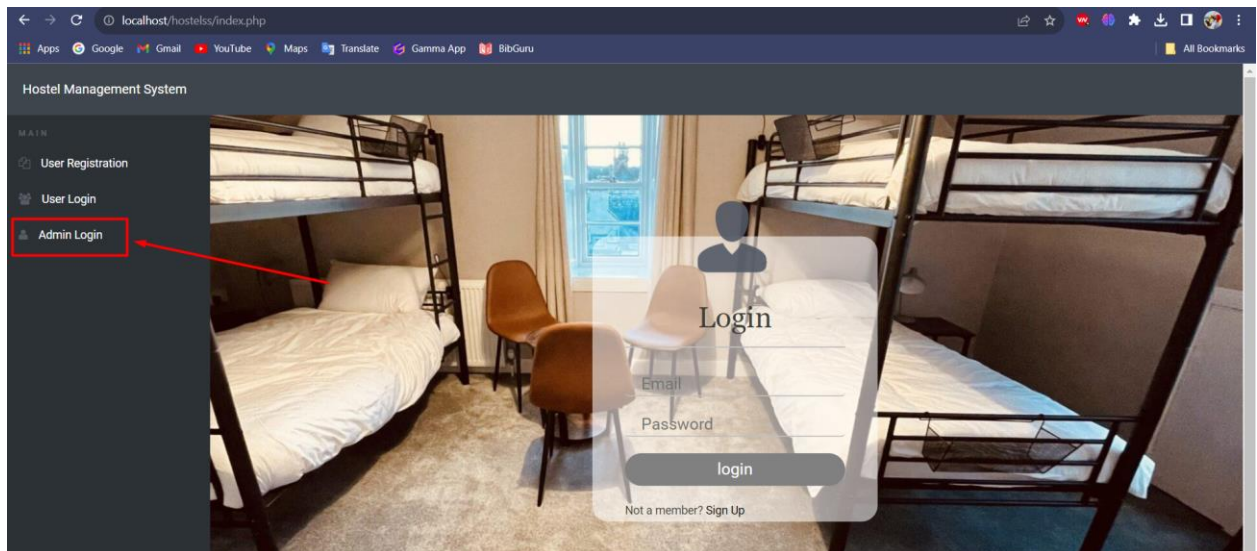 localhost/hostelss/index.php
Apps Google Gmail YouTube Maps Translate Gamma App BibGuru All Bookmarks
Hostel Management System
MAIN
User Registration
User Login
Admin Login
Login
Email
Password
login
Not a member? Sign Up